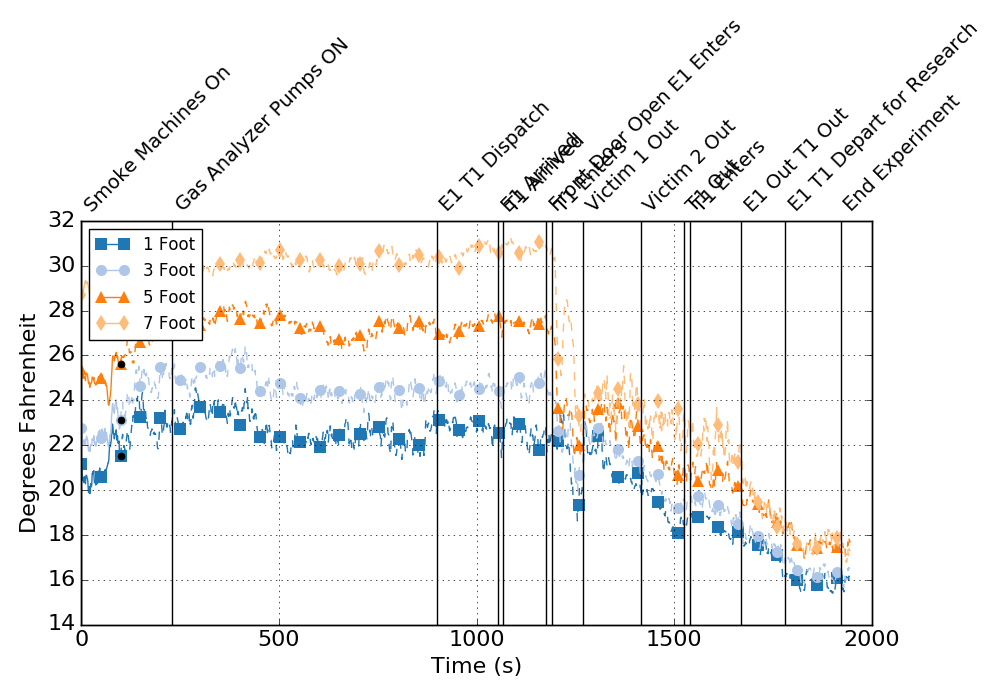 Smoke Machines On
Gas Analyzer Pumps ON
E1 T1 Dispatch
E1 Arrived
T1 Arrived
Front Door Open E1 Enters
T1 Enters
Victim 1 Out
Victim 2 Out
T1 Out
T1 Enters
E1 Out T1 Out
E1 T1 Depart for Research
End Experiment
32
30
28
26
24
22
20
18
16
14
Degrees Fahrenheit
1 Foot
3 Foot
5 Foot
7 Foot
0
500
1000
1500
2000
Time (s)